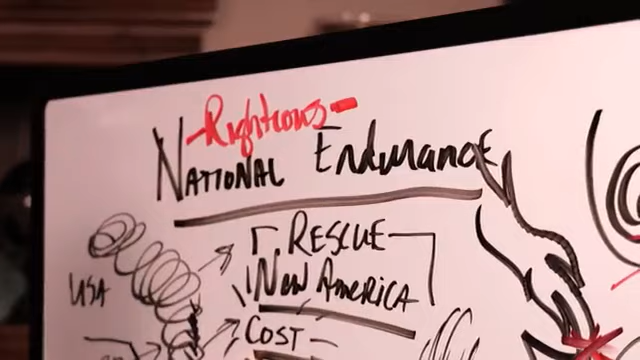 -Righteous-
National Endurance
Rescue
New America
USA
Cost